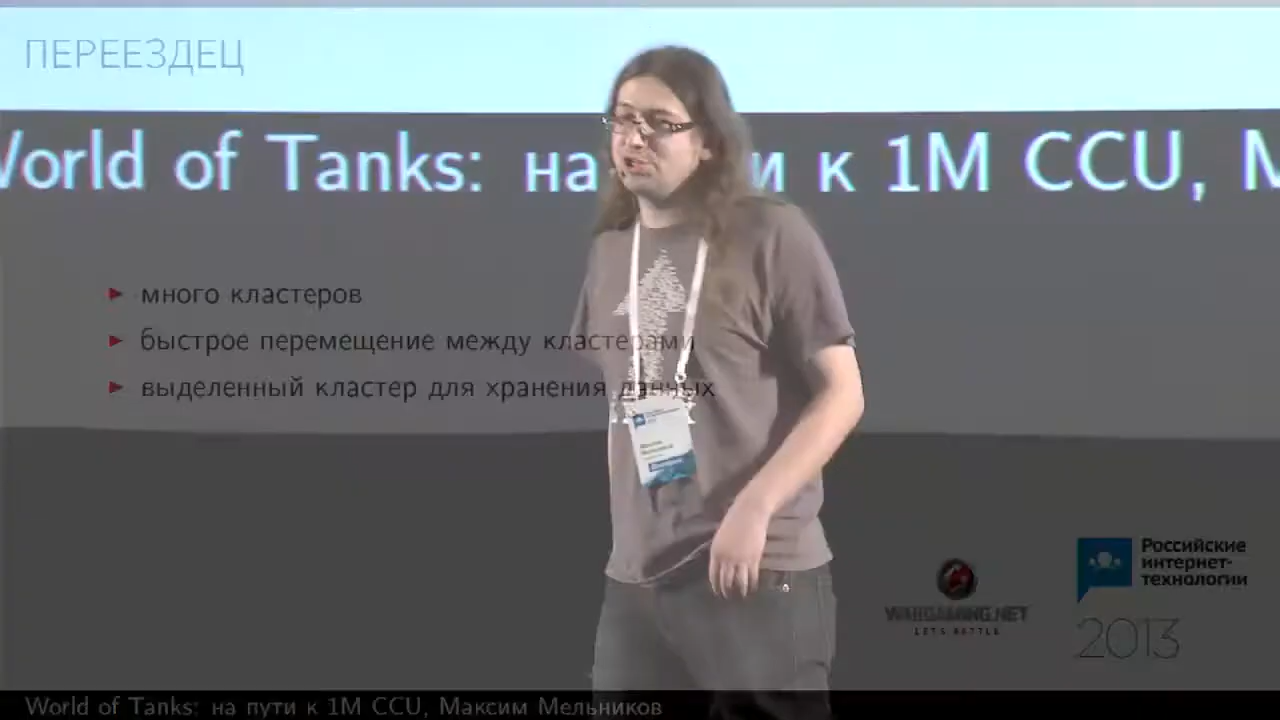 ПЕРЕЕЗДЕЦ
World of Tanks: на пути к 1M CCU, М
много кластеров
быстрое перемещение между кластерами
выделенный кластер для хранения данных
Российские
интернет-
технологии
2013
WARGAMING.NET
LET'S BATTLE
World of Tanks: на пути к 1M CCU, Максим Мельников